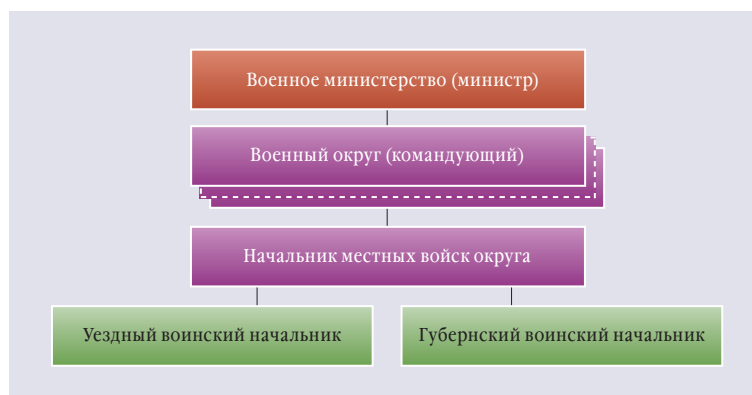 Военное министерство (министр)
Военный округ (командующий)
Начальник местных войск округа
Уездный воинский начальник
Губернский воинский начальник